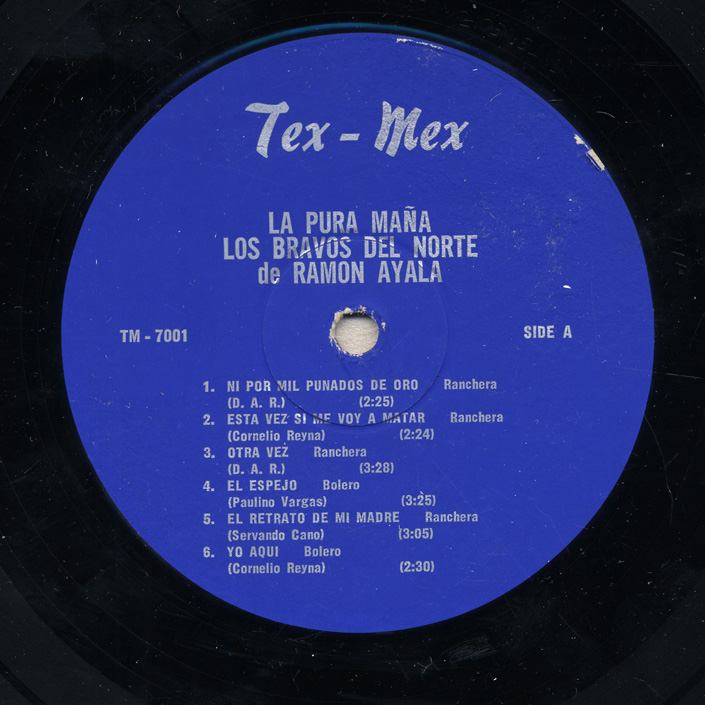 Tex - Mex
LA PURA MAÑA
LOS BRAVOS DEL NORTE
de RAMON AYALA
TM - 7001
SIDE A
1. NI POR MIL PUNADOS DE ORO Ranchera
(D. A. R.) (2:25)
2. ESTA VEZ SI ME VOY A MATAR Ranchera
(Cornelio Reyna) (2:24)
3. OTRA VEZ Ranchera
(D. A. R.) (3:28)
4. EL ESPEJO Bolero
(Paulino Vargas) (3:25)
5. EL RETRATO DE MI MADRE Ranchera
(Servando Cano) (3:05)
6. YO AQUI Bolero
(Cornelio Reyna) (2:30)